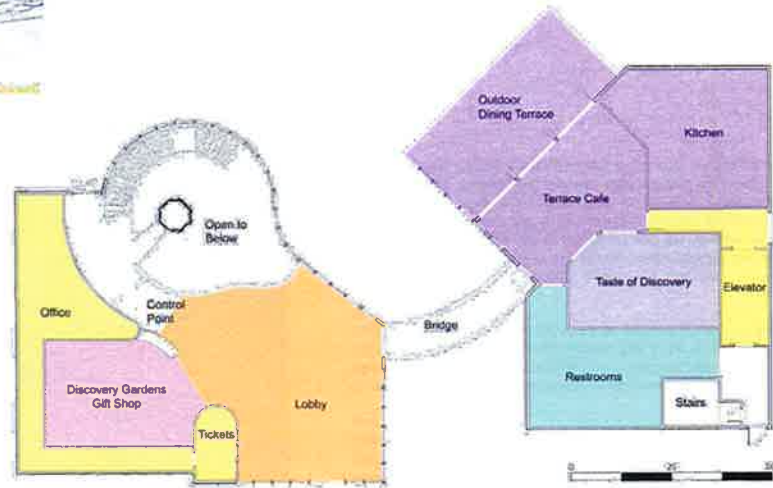 Outdoor
Dining Terrace
Kitchen
Terrace Cafe
Open to
Below
Taste of Discovery
Elevator
Office
Control
Point
Bridge
Discovery Gardens
Gift Shop
Lobby
Restrooms
Stairs
Tickets
0
25